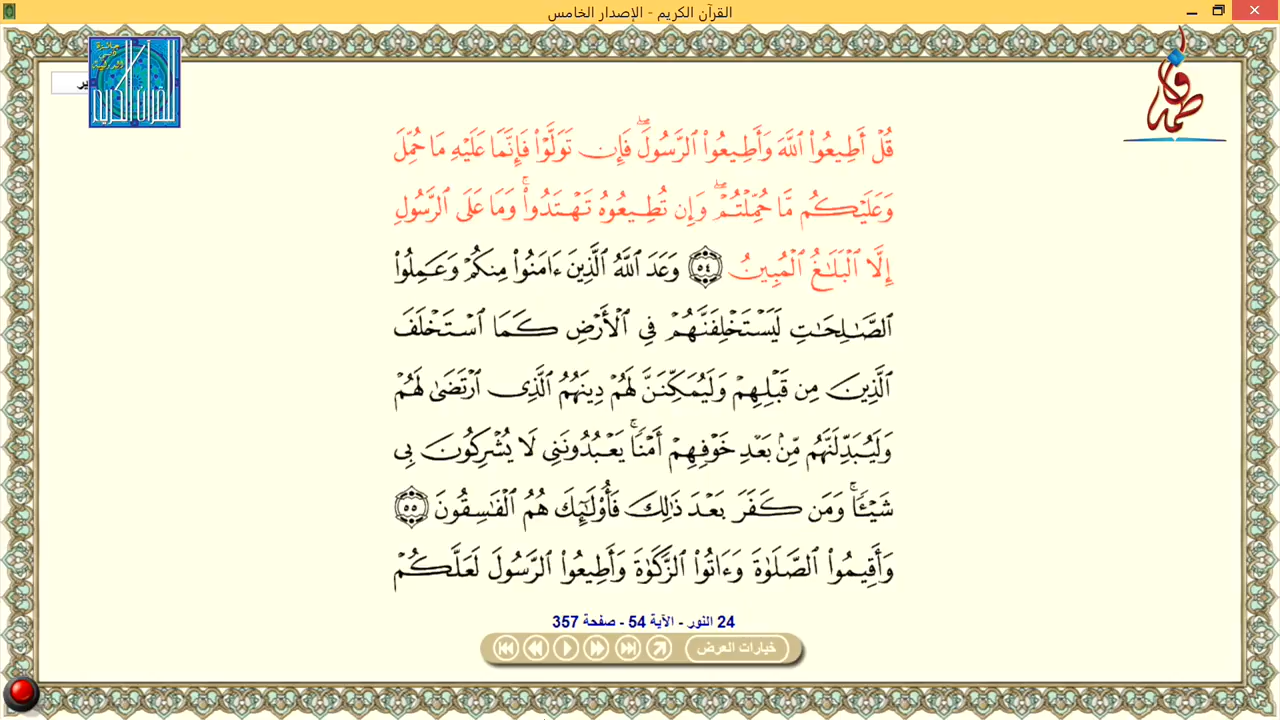 القرآن الكريم - الإصدار الخامس
للقرآن الكريم
فاطمة
قُلْ أَطِيعُوا۟ ٱللَّهَ وَأَطِيعُوا۟ ٱلرَّسُولَ ۖ فَإِن تَوَلَّوْا۟ فَإِنَّمَا عَلَيْهِ مَا حُمِّلَ
وَعَلَيْكُم مَّا حُمِّلْتُمْ ۖ وَإِن تُطِيعُوهُ تَهْتَدُوا۟ ۚ وَمَا عَلَى ٱلرَّسُولِ
إِلَّا ٱلْبَلَـٰغُ ٱلْمُبِينُ ٥٤ وَعَدَ ٱللَّهُ ٱلَّذِينَ ءَامَنُوا۟ مِنكُمْ وَعَمِلُوا۟
ٱلصَّـٰلِحَـٰتِ لَيَسْتَخْلِفَنَّهُمْ فِى ٱلْأَرْضِ كَمَا ٱسْتَخْلَفَ
ٱلَّذِينَ مِن قَبْلِهِمْ وَلَيُمَكِّنَنَّ لَهُمْ دِينَهُمُ ٱلَّذِى ٱرْتَضَىٰ لَهُمْ
وَلَيُبَدِّلَنَّهُم مِّنۢ بَعْدِ خَوْفِهِمْ أَمْنًا ۚ يَعْبُدُونَنِى لَا يُشْرِكُونَ بِى
شَيْـًٔا ۚ وَمَن كَفَرَ بَعْدَ ذَٰلِكَ فَأُو۟لَـٰٓئِكَ هُمُ ٱلْفَـٰسِقُونَ ٥٥
وَأَقِيمُوا۟ ٱلصَّلَوٰةَ وَءَاتُوا۟ ٱلزَّكَوٰةَ وَأَطِيعُوا۟ ٱلرَّسُولَ لَعَلَّكُمْ
24 النور - الآية 54 - صفحة 357
خيارات العرض